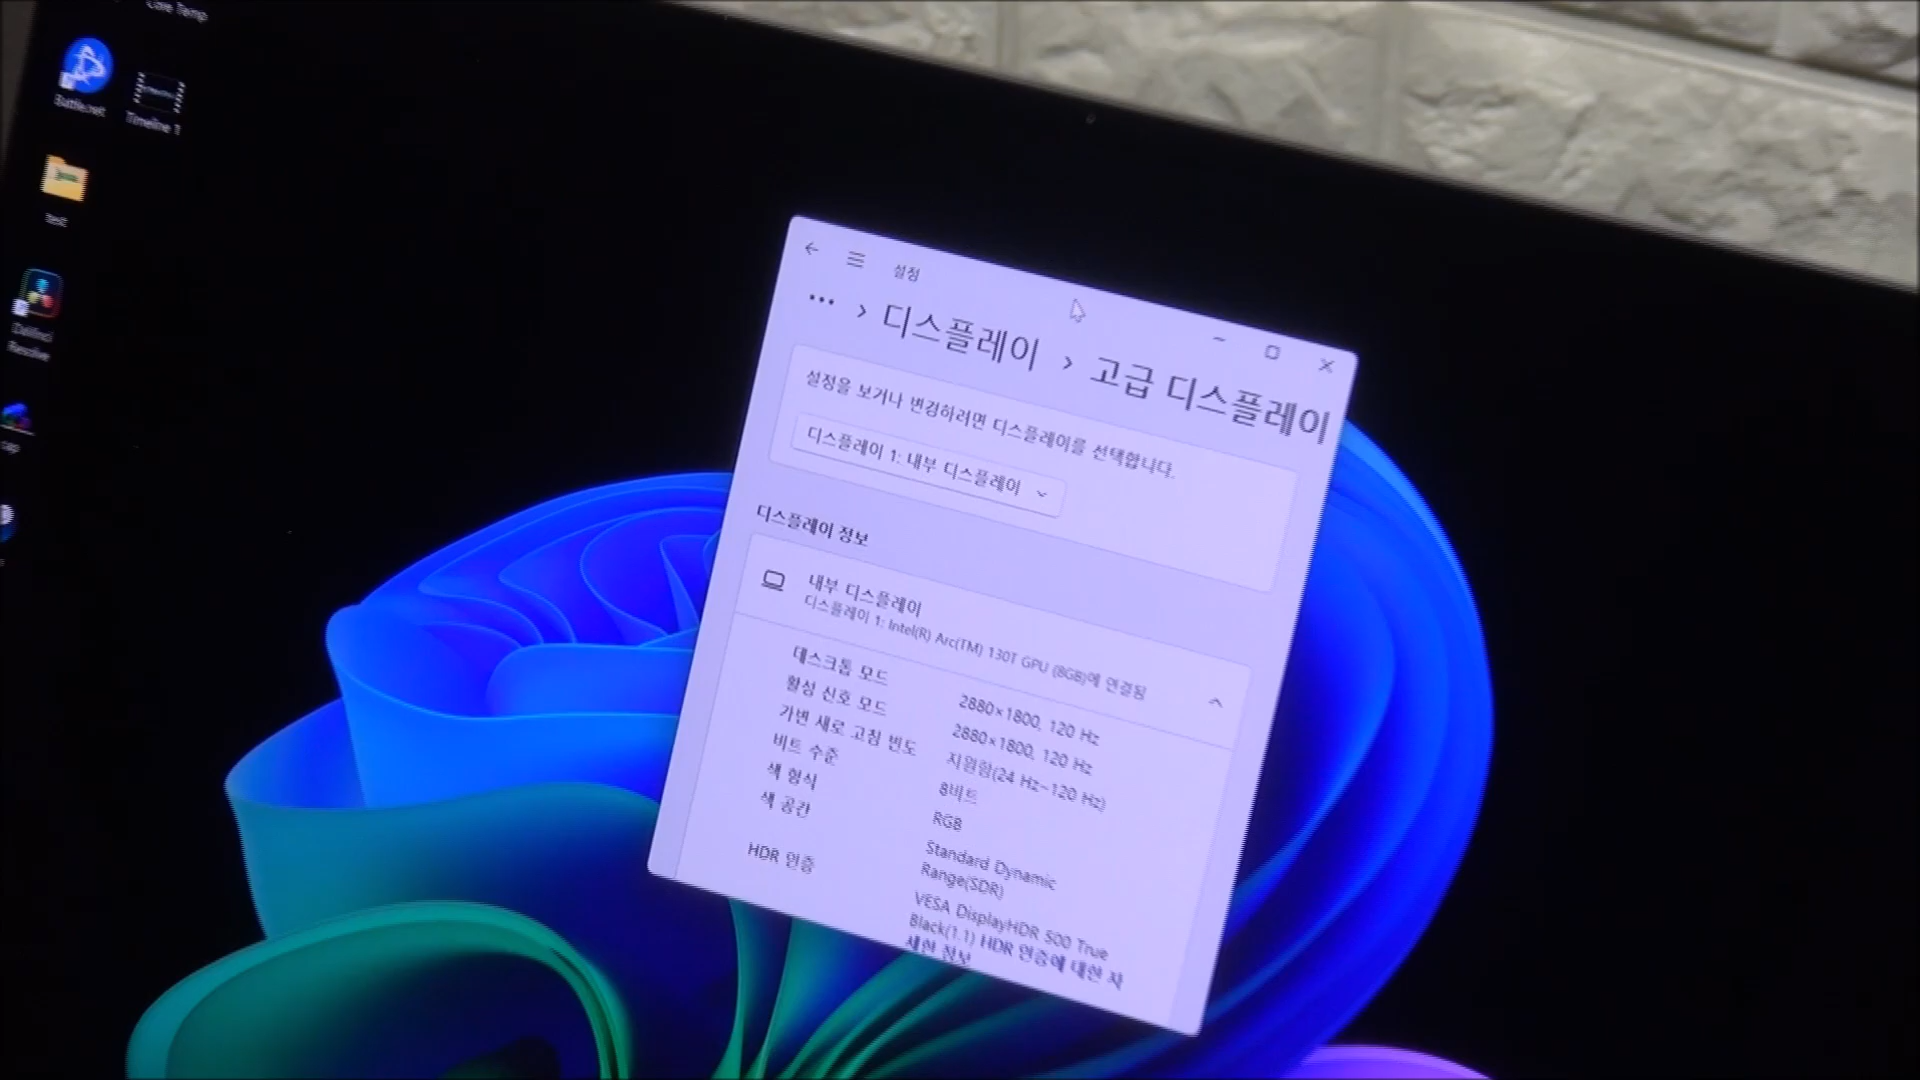 Core Temp
Battle.net
Timeline 1
test
DaVinci
Resolve
설정
… › 디스플레이 › 고급 디스플레이
설정을 보거나 변경하려면 디스플레이를 선택합니다.
디스플레이 1: 내부 디스플레이
디스플레이 정보
내부 디스플레이
디스플레이 1: Intel(R) Arc(TM) 130T GPU (8GB)에 연결됨
데스크톱 모드 2880×1800, 120 Hz
활성 신호 모드 2880×1800, 120 Hz
가변 새로 고침 빈도 지원함(24 Hz~120 Hz)
비트 수준 8비트
색 형식 RGB
색 공간 Standard Dynamic
Range(SDR)
HDR 인증 VESA DisplayHDR 500 True
Black(1.1) HDR 인증에 대한 자
세한 정보